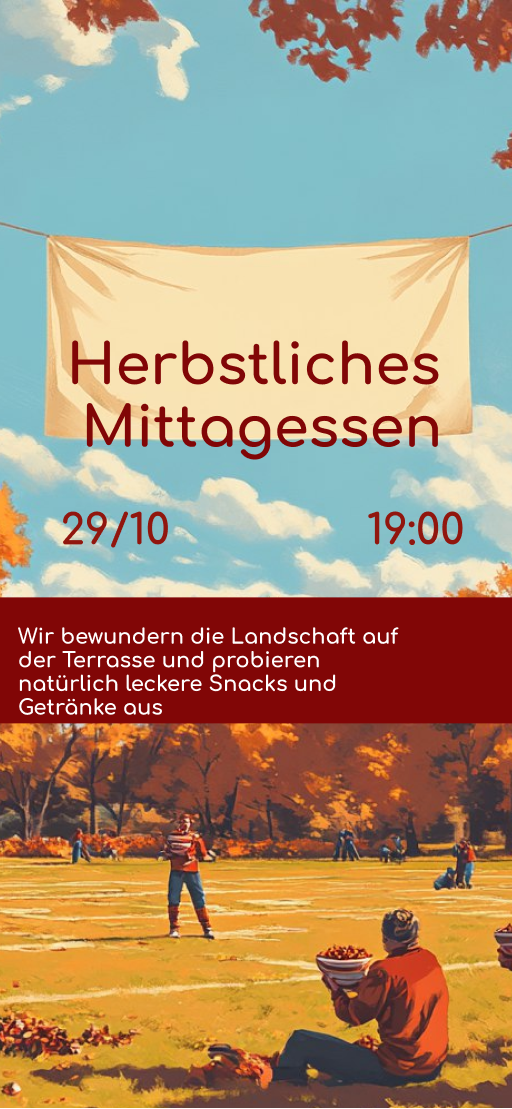 Herbstliches
Mittagessen
29/10 19:00
Wir bewundern die Landschaft auf
der Terrasse und probieren
natürlich leckere Snacks und
Getränke aus